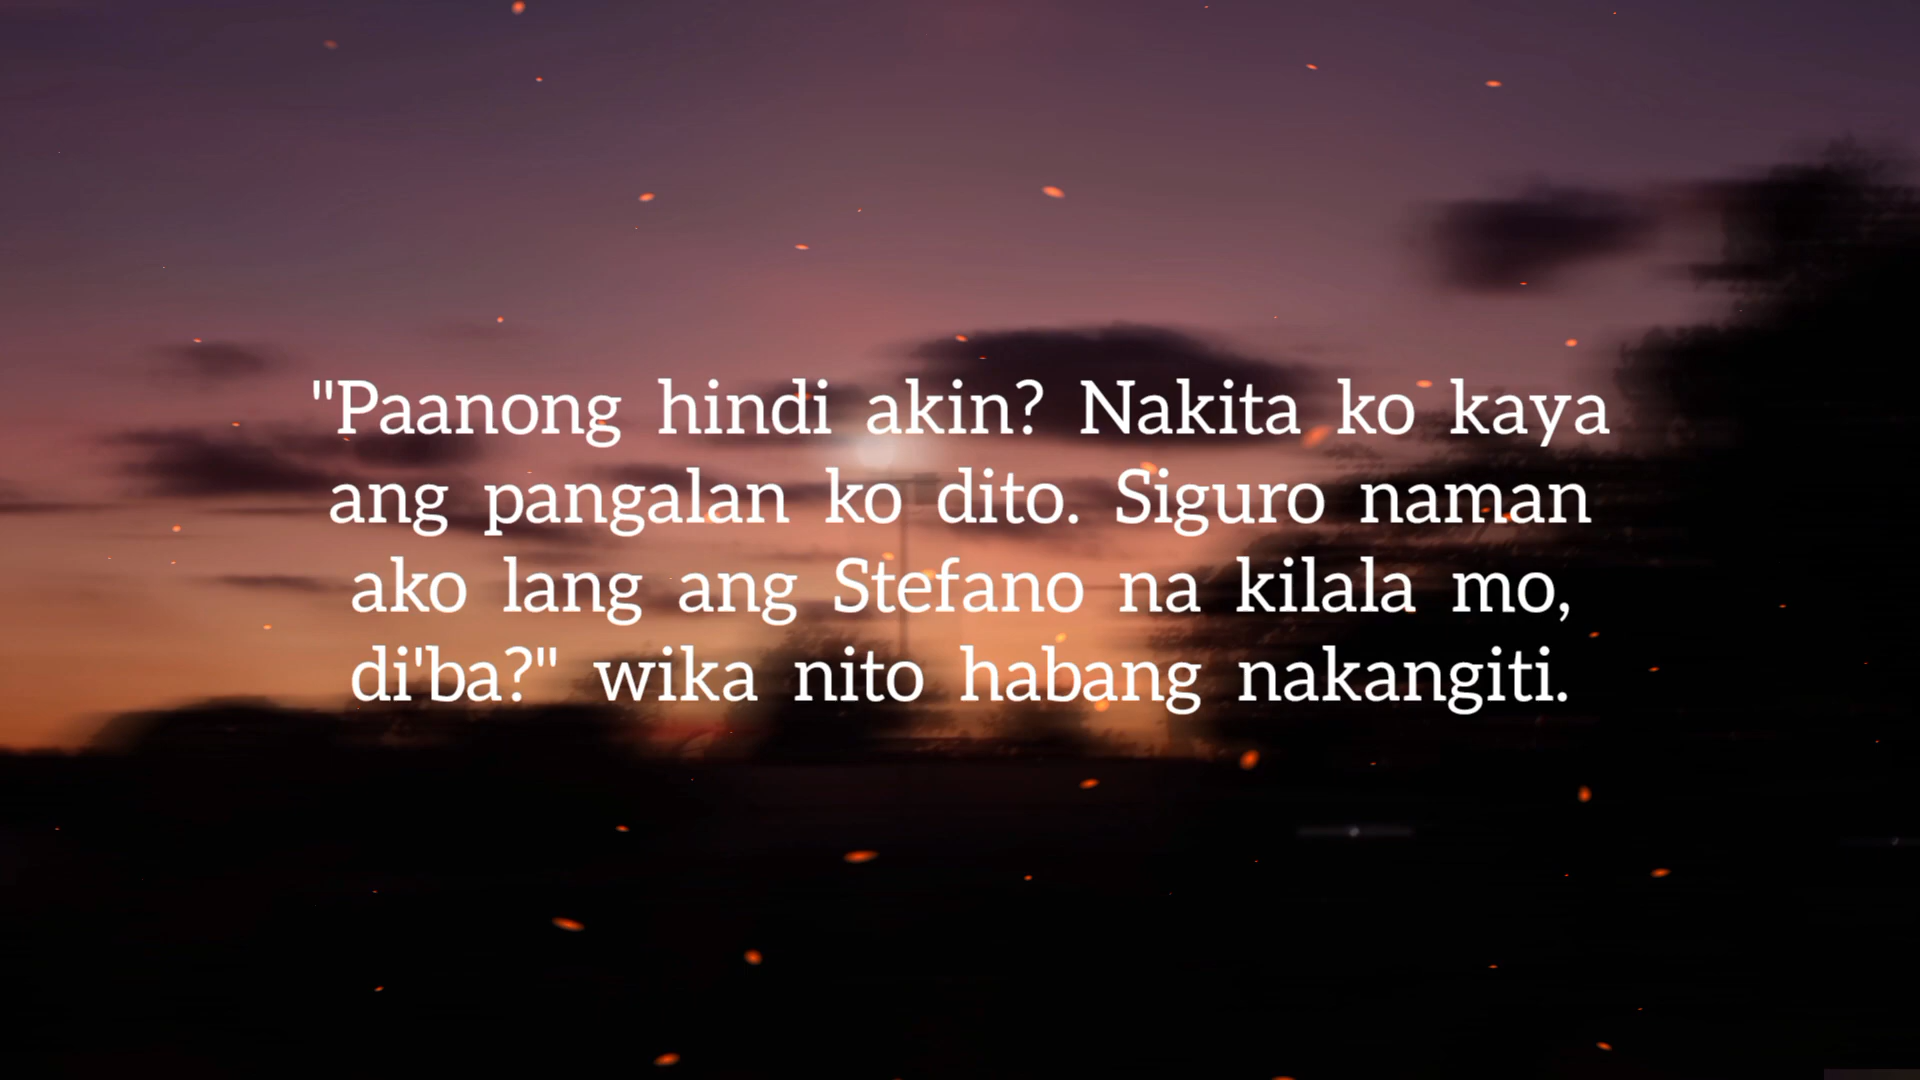 "Paanong hindi akin? Nakita ko kaya
ang pangalan ko dito. Siguro naman
ako lang ang Stefano na kilala mo,
di'ba?" wika nito habang nakangiti.